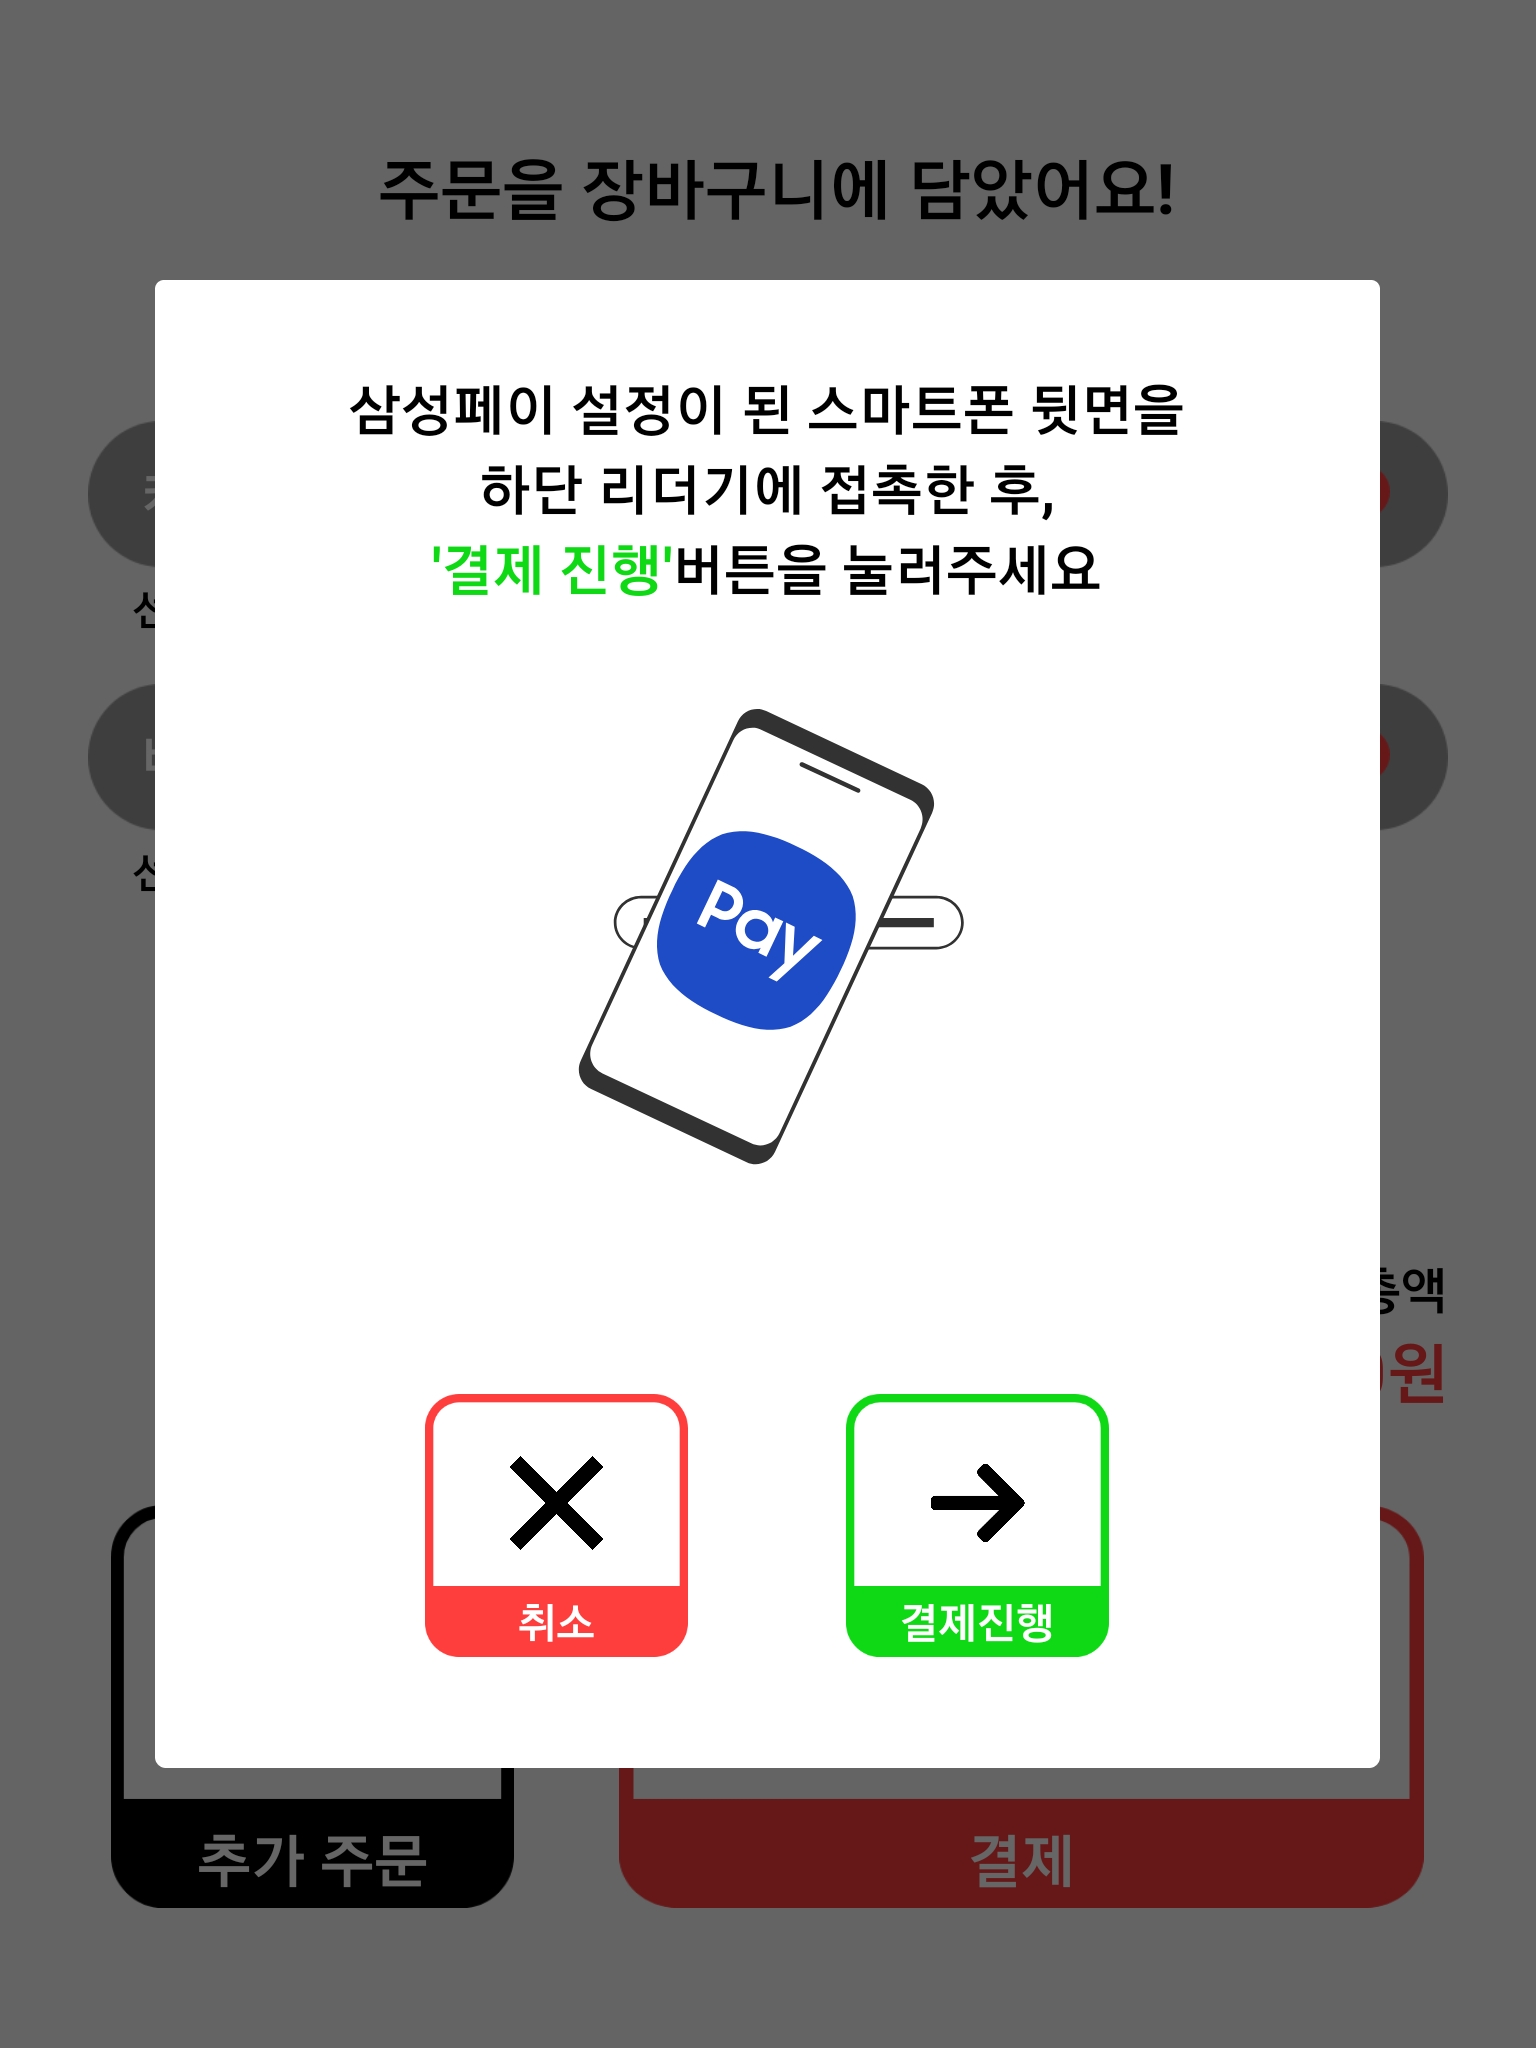 주문을 장바구니에 담았어요!
삼성페이 설정이 된 스마트폰 뒷면을
하단 리더기에 접촉한 후,
'결제 진행'버튼을 눌러주세요
Pay
총액
원
취소
결제진행
추가 주문
결제